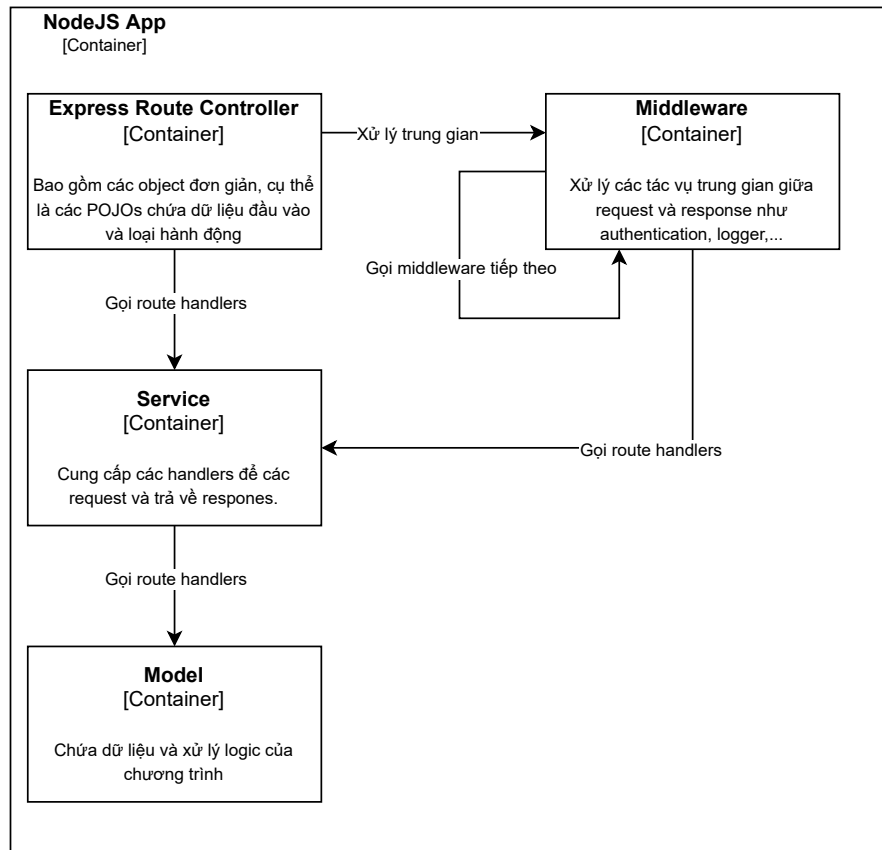 NodeJS App
[Container]
Express Route Controller
[Container]
Bao gồm các object đơn giản, cụ thể
là các POJOs chứa dữ liệu đầu vào
và loại hành động
Xử lý trung gian
Middleware
[Container]
Xử lý các tác vụ trung gian giữa
request và response như
authentication, logger,...
Gọi middleware tiếp theo
Gọi route handlers
Service
[Container]
Cung cấp các handlers để các
request và trả về respones.
Gọi route handlers
Gọi route handlers
Model
[Container]
Chứa dữ liệu và xử lý logic của
chương trình